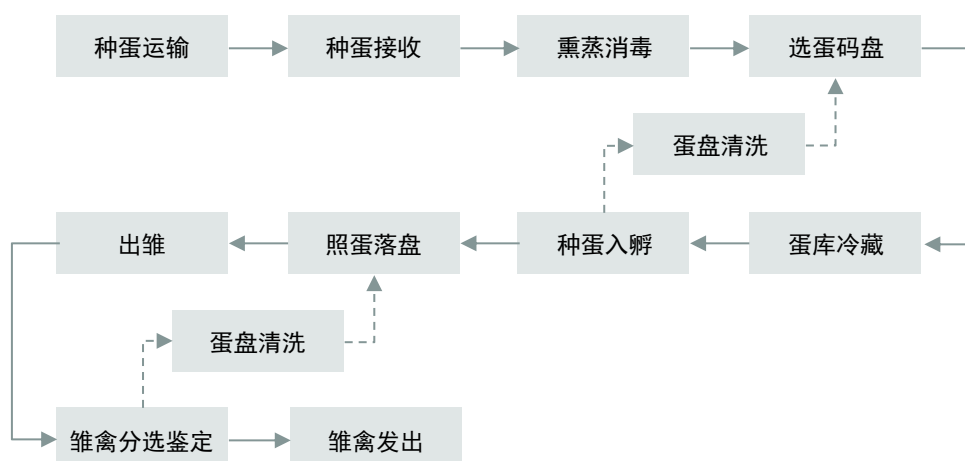 种蛋运输
种蛋接收
熏蒸消毒
选蛋码盘
蛋盘清洗
出雏
照蛋落盘
种蛋入孵
蛋库冷藏
蛋盘清洗
雏禽分选鉴定
雏禽发出